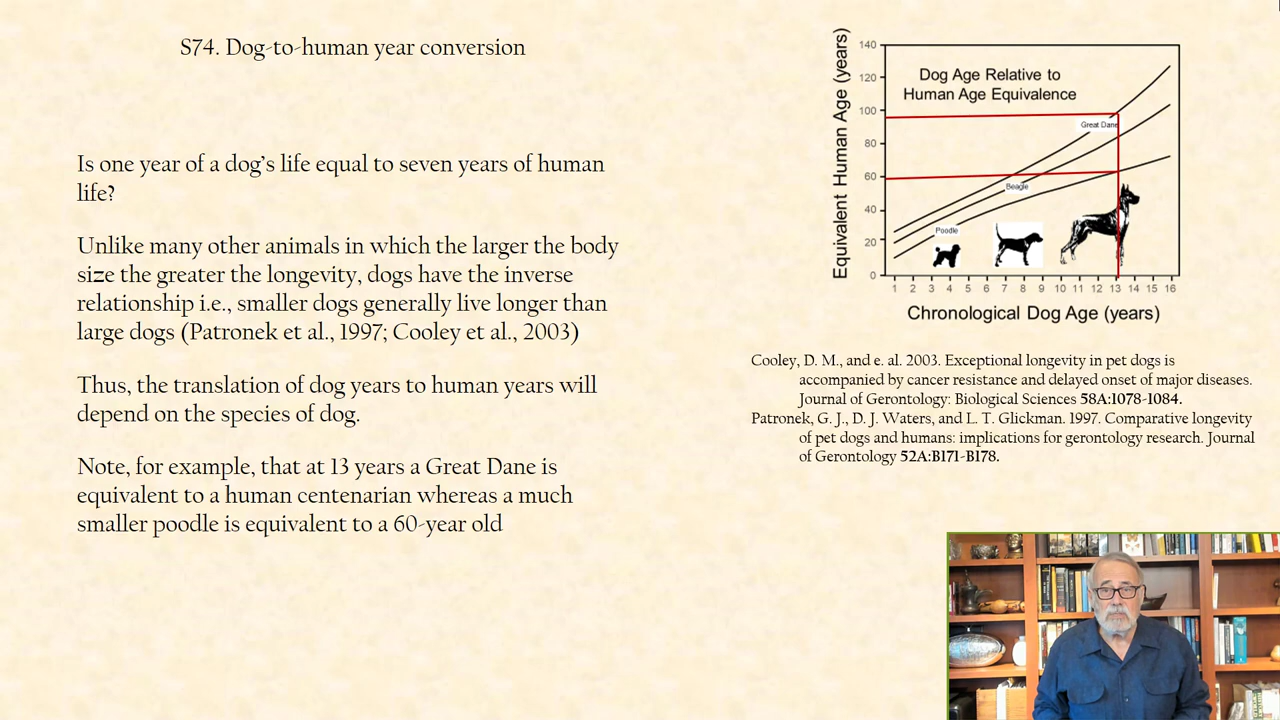 S74. Dog-to-human year conversion
Is one year of a dog's life equal to seven years of human
life?
Unlike many other animals in which the larger the body
size the greater the longevity, dogs have the inverse
relationship i.e., smaller dogs generally live longer than
large dogs (Patronek et al., 1997; Cooley et al., 2003)
Thus, the translation of dog years to human years will
depend on the species of dog.
Note, for example, that at 13 years a Great Dane is
equivalent to a human centenarian whereas a much
smaller poodle is equivalent to a 60-year old
Equivalent Human Age (years)
140
120
100
80
60
40
20
0
Dog Age Relative to
Human Age Equivalence
Great Dane
Beagle
Poodle
1 2 3 4 5 6 7 8 9 10 11 12 13 14 15 16
Chronological Dog Age (years)
Cooley, D. M., and e. al. 2003. Exceptional longevity in pet dogs is
accompanied by cancer resistance and delayed onset of major diseases.
Journal of Gerontology: Biological Sciences 58A:1078-1084.
Patronek, G. J., D. J. Waters, and L. T. Glickman. 1997. Comparative longevity
of pet dogs and humans: implications for gerontology research. Journal
of Gerontology 52A:B171-B178.